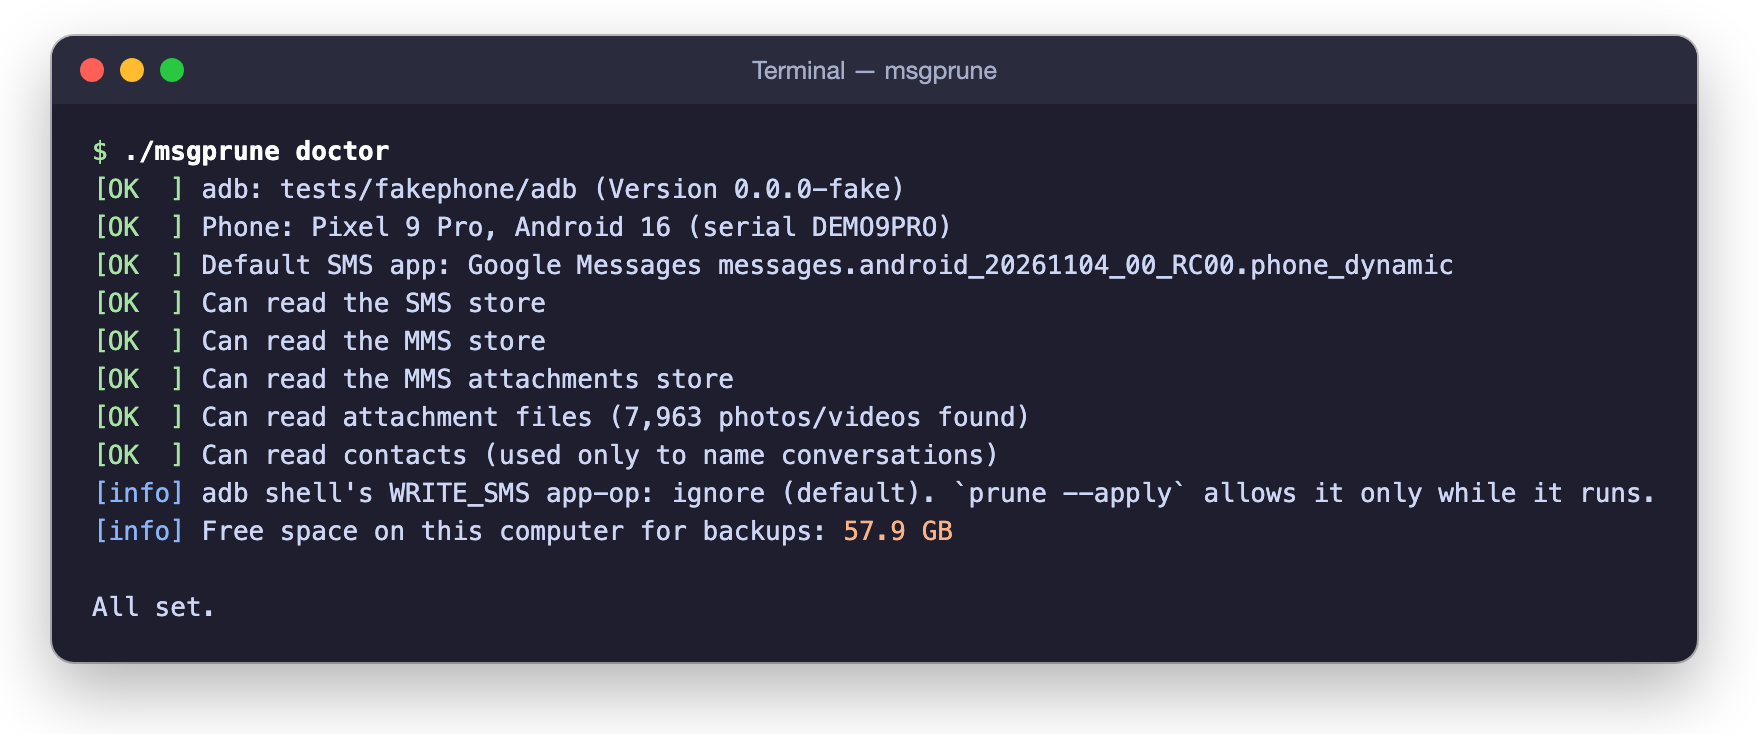 Terminal — msgprune
$ ./msgprune doctor
[OK  ] adb: tests/fakephone/adb (Version 0.0.0-fake)
[OK  ] Phone: Pixel 9 Pro, Android 16 (serial DEMO9PRO)
[OK  ] Default SMS app: Google Messages messages.android_20261104_00_RC00.phone_dynamic
[OK  ] Can read the SMS store
[OK  ] Can read the MMS store
[OK  ] Can read the MMS attachments store
[OK  ] Can read attachment files (7,963 photos/videos found)
[OK  ] Can read contacts (used only to name conversations)
[info] adb shell's WRITE_SMS app-op: ignore (default). `prune --apply` allows it only while it runs.
[info] Free space on this computer for backups: 57.9 GB
All set.